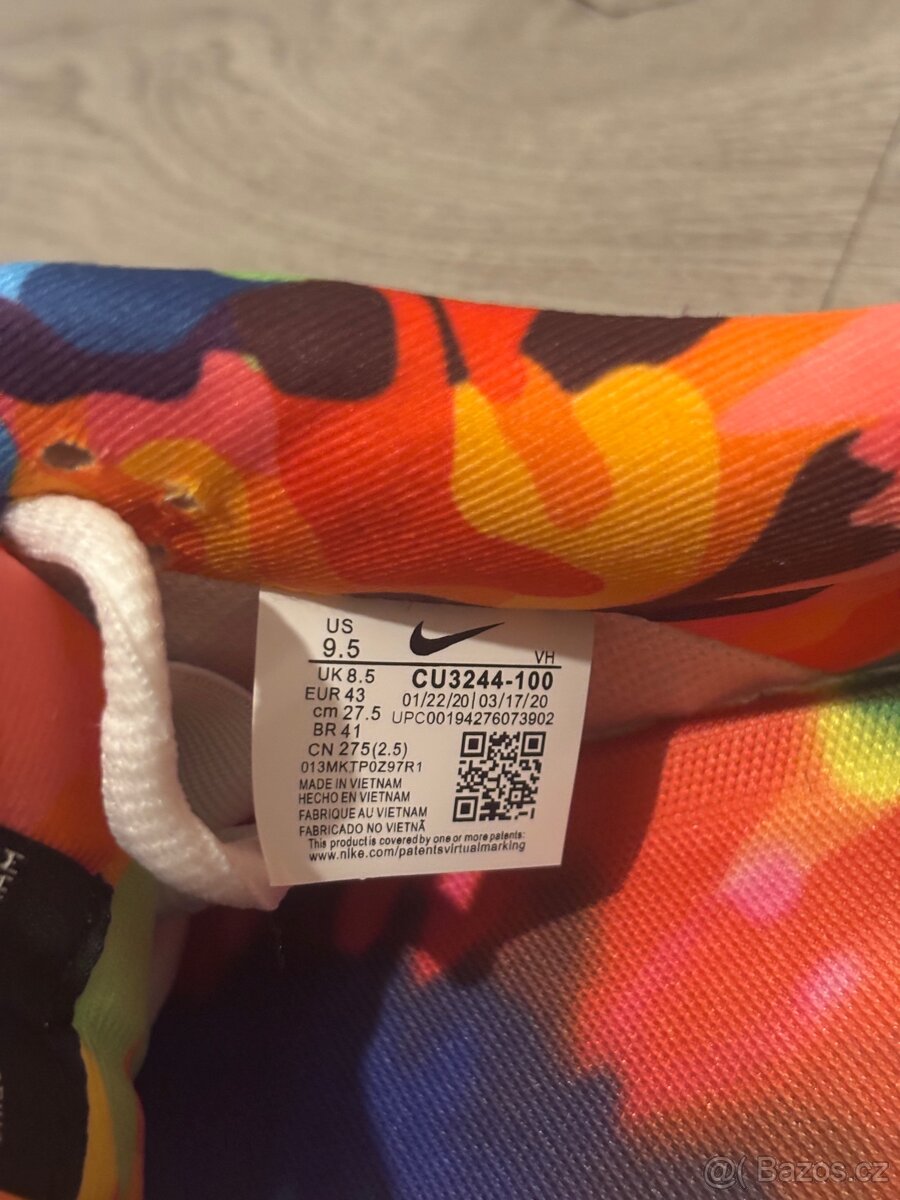 US
9.5
VH
UK 8.5
CU3244-100
EUR 43
01/22/20|03/17/20
cm 27.5
UPC00194276073902
BR 41
CN 275(2.5)
013MKTP0Z97R1
MADE IN VIETNAM
HECHO EN VIETNAM
FABRIQUE AU VIETNAM
FABRICADO NO VIETNÃ
This product is covered by one or more patents:
www.nike.com/patentsvirtualmarking
@( Bazos.cz